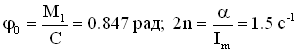 φ₀ = M₁/C = 0.847 рад; 2n = α/Iₘ = 1.5 с⁻¹